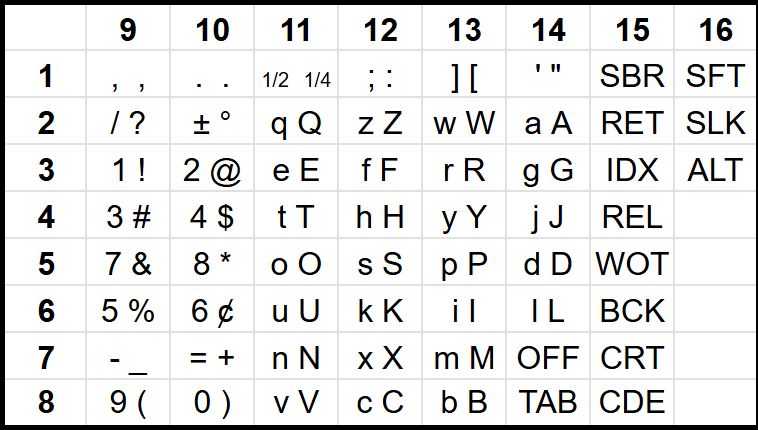 9 10 11 12 13 14 15 16
1 , , . . 1/2 1/4 ; : ] [ ' " SBR SFT
2 / ? ± ° q Q z Z w W a A RET SLK
3 1 ! 2 @ e E f F r R g G IDX ALT
4 3 # 4 $ t T h H y Y j J REL
5 7 & 8 * o O s S p P d D WOT
6 5 % 6 ¢ u U k K i I l L BCK
7 - _ = + n N x X m M OFF CRT
8 9 ( 0 ) v V c C b B TAB CDE